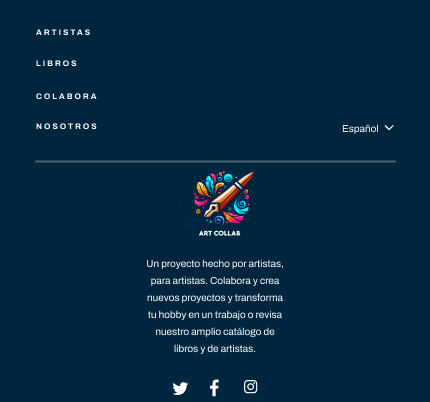 ARTISTAS
LIBROS
COLABORA
NOSOTROS
Español
ART COLLAB
Un proyecto hecho por artistas,
para artistas. Colabora y crea
nuevos proyectos y transforma
tu hobby en un trabajo o revisa
nuestro amplio catálogo de
libros y de artistas.